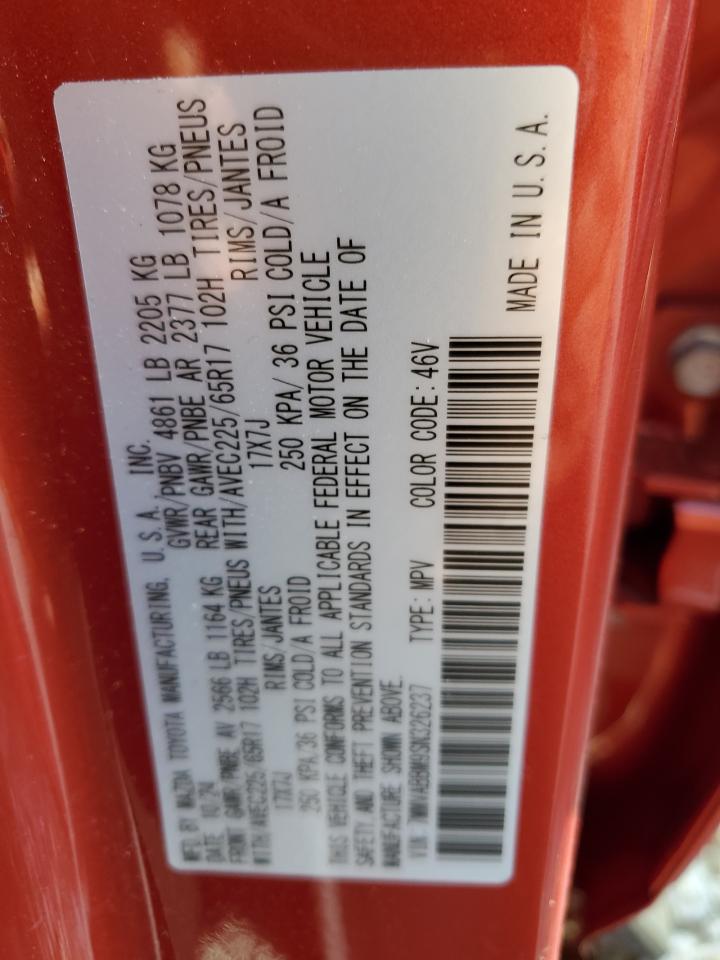 MFD BY MAZDA TOYOTA MANUFACTURING, U.S.A., INC.
DATE 10/24 GVWR/PNBV 4861 LB 2205 KG
FRONT GAWR/PNBE AV 2566 LB 1164 KG REAR GAWR/PNBE AR 2377 LB 1078 KG
WITH/AVEC225/65R17 102H TIRES/PNEUS WITH/AVEC225/65R17 102H TIRES/PNEUS
17X7J RIMS/JANTES 17X7J RIMS/JANTES
250 KPA/36 PSI COLD/A FROID 250 KPA/ 36 PSI COLD/A FROID
THIS VEHICLE CONFORMS TO ALL APPLICABLE FEDERAL MOTOR VEHICLE
SAFETY AND THEFT PREVENTION STANDARDS IN EFFECT ON THE DATE OF
MANUFACTURE SHOWN ABOVE.
VIN: 7MMVABBM9SN326237 TYPE: MPV COLOR CODE: 46V
MADE IN U.S.A.